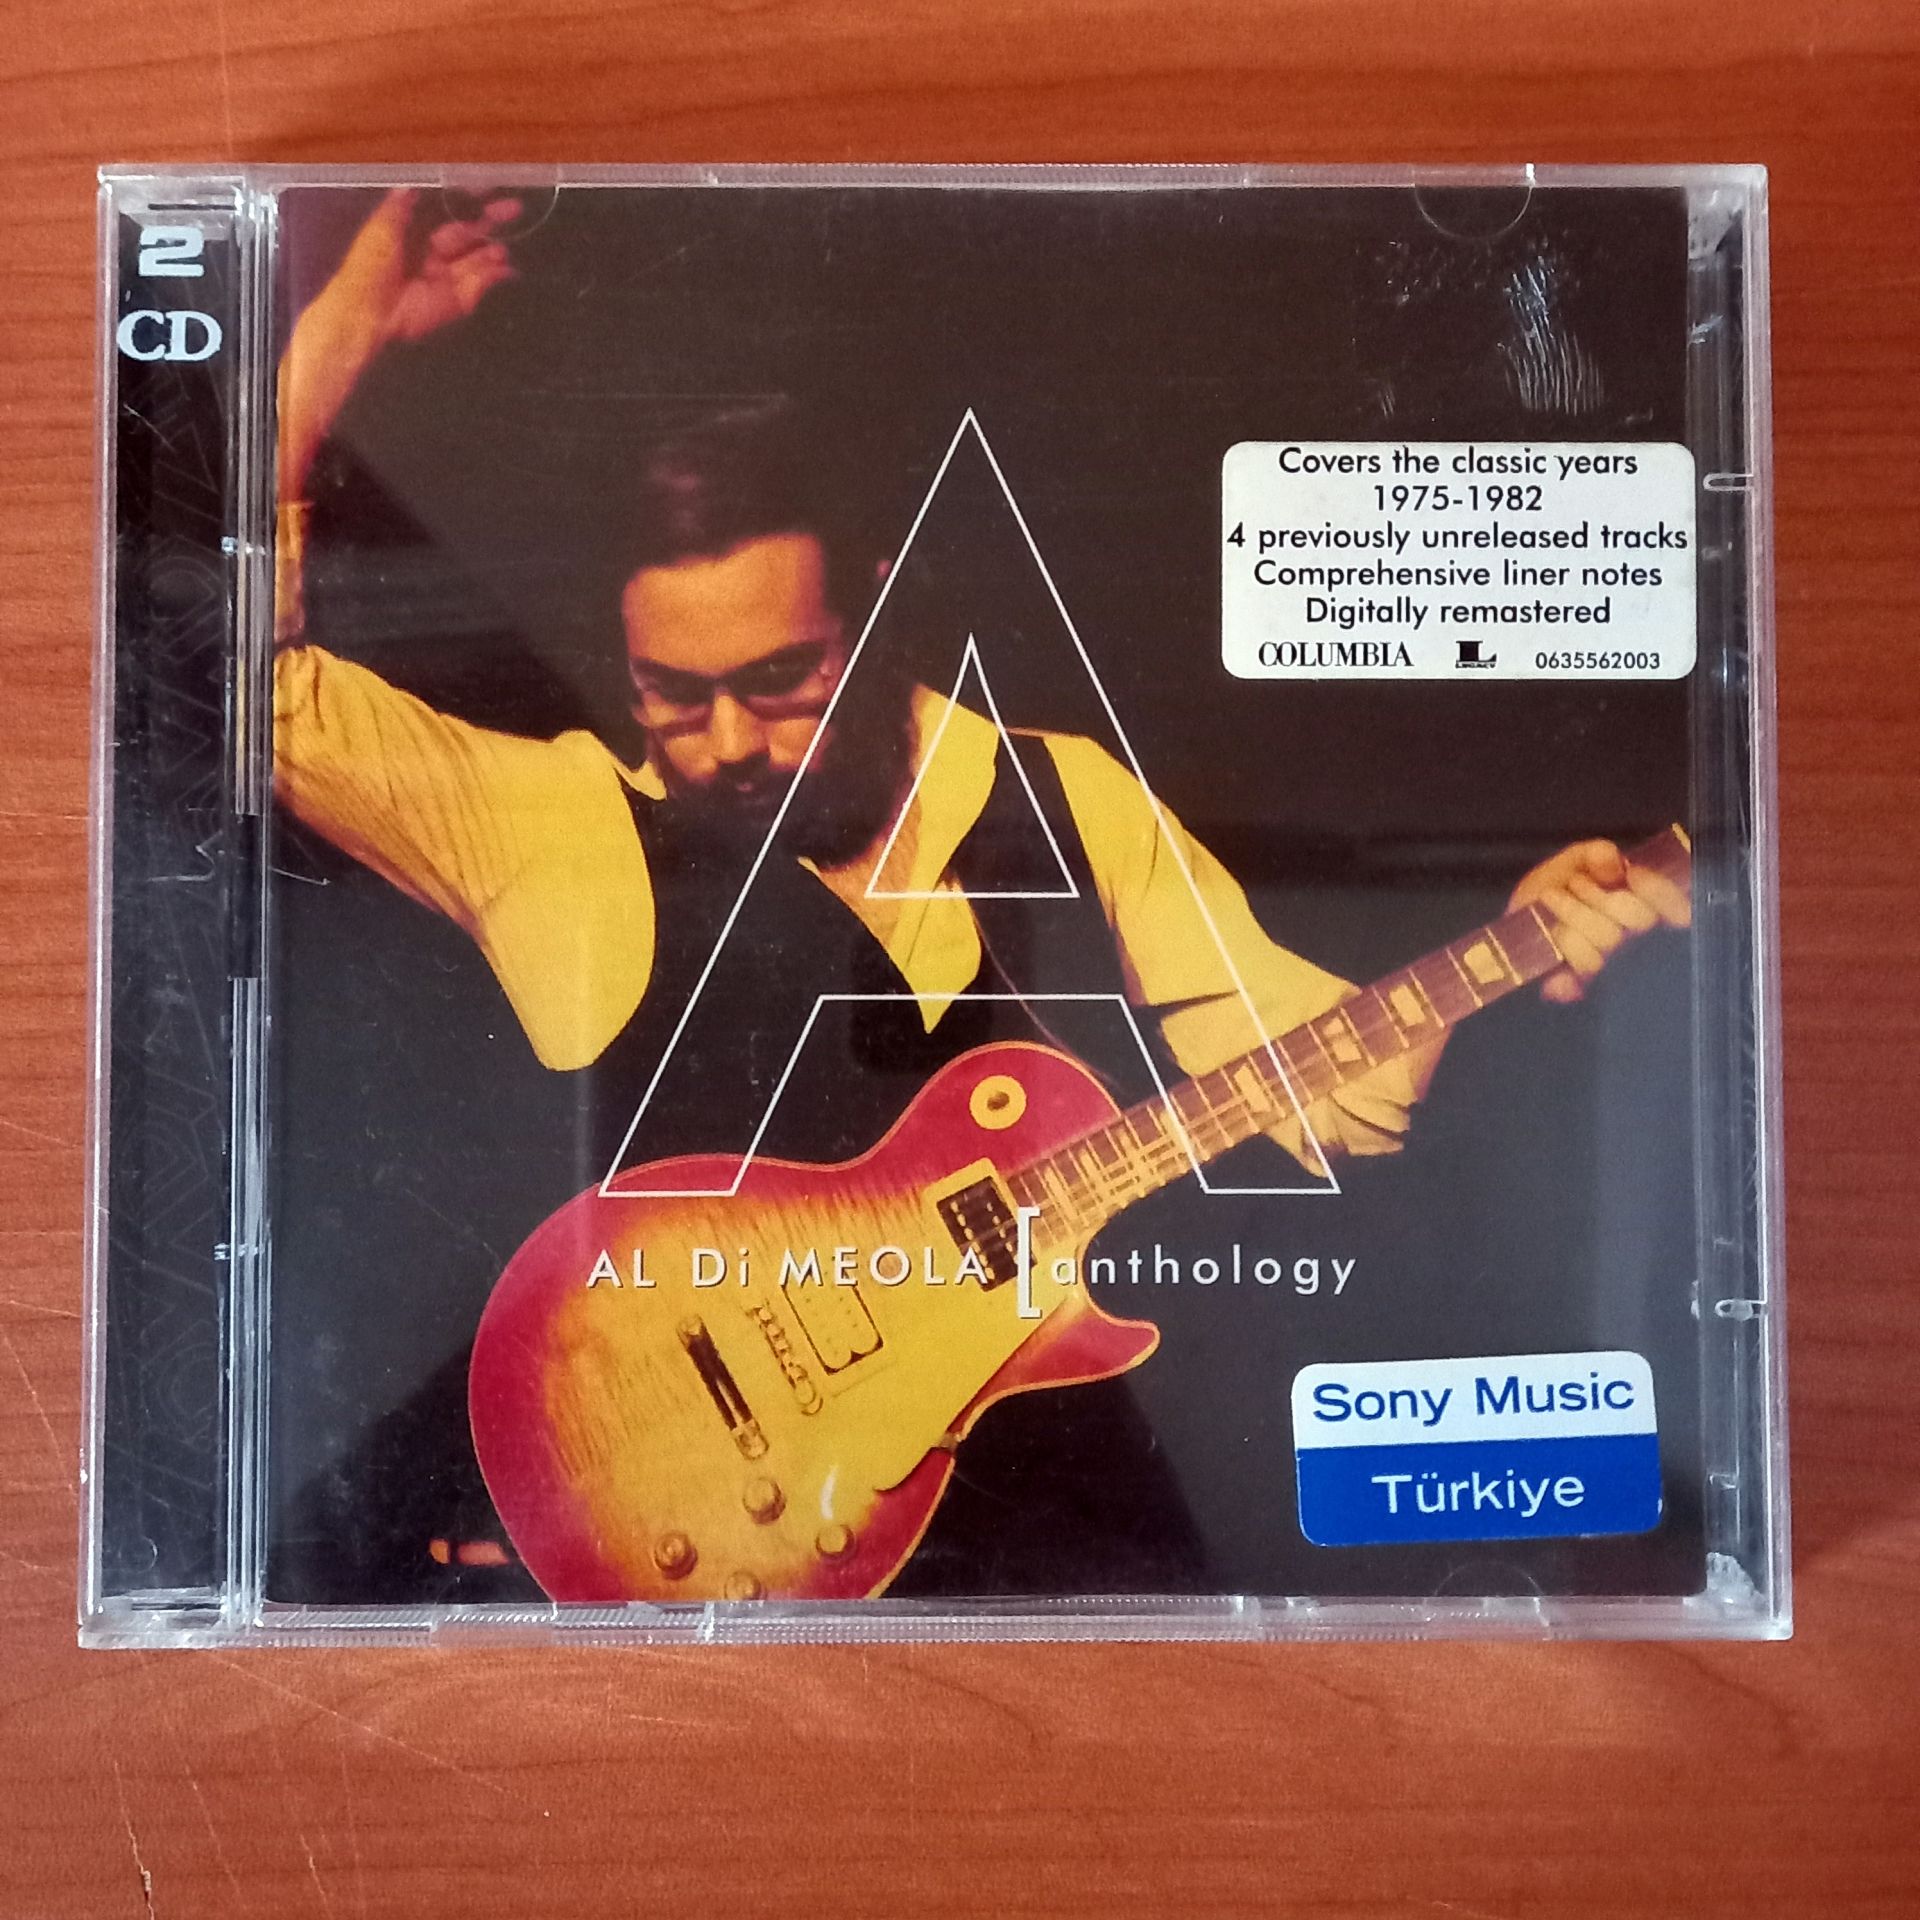 2
CD
Covers the classic years
1975-1982
4 previously unreleased tracks
Comprehensive liner notes
Digitally remastered
COLUMBIA L LEGACY 0635562003
A
AL Di MEOLA [anthology
Sony Music
Türkiye